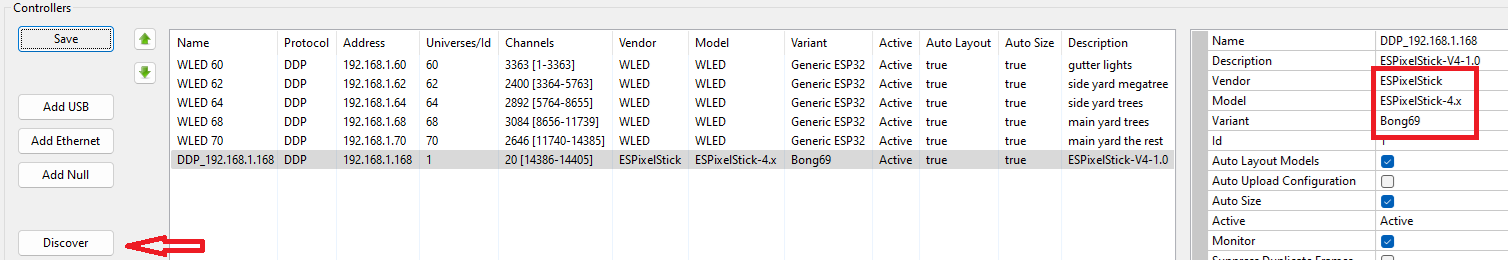 Controllers
Save
Add USB
Add Ethernet
Add Null
Discover
Name Protocol Address Universes/Id Channels Vendor Model Variant Active Auto Layout Auto Size Description
WLED 60 DDP 192.168.1.60 60 3363 [1-3363] WLED WLED Generic ESP32 Active true true gutter lights
WLED 62 DDP 192.168.1.62 62 2400 [3364-5763] WLED WLED Generic ESP32 Active true true side yard megatree
WLED 64 DDP 192.168.1.64 64 2892 [5764-8655] WLED WLED Generic ESP32 Active true true side yard trees
WLED 68 DDP 192.168.1.68 68 3084 [8656-11739] WLED WLED Generic ESP32 Active true true main yard trees
WLED 70 DDP 192.168.1.70 70 2646 [11740-14385] WLED WLED Generic ESP32 Active true true main yard the rest
DDP_192.168.1.168 DDP 192.168.1.168 1 20 [14386-14405] ESPixelStick ESPixelStick-4.x Bong69 Active true true ESPixelStick-V4-1.0
Name DDP_192.168.1.168
Description ESPixelStick-V4-1.0
Vendor ESPixelStick
Model ESPixelStick-4.x
Variant Bong69
Id 1
Auto Layout Models
Auto Upload Configuration
Auto Size
Active Active
Monitor
Suppress Duplicate Frames